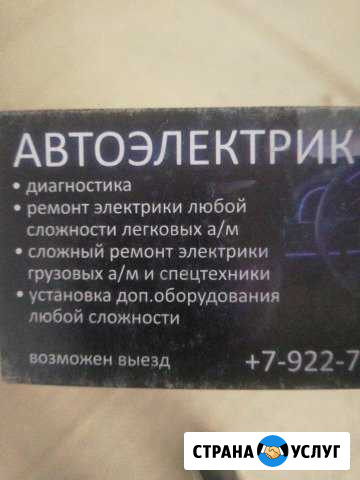 АВТОЭЛЕКТРИК
• диагностика
• ремонт электрики любой
сложности легковых а/м
• сложный ремонт электрики
грузовых а/м и спецтехники
• установка доп.оборудования
любой сложности
возможен выезд +7-922-7
СТРАНА УСЛУГ